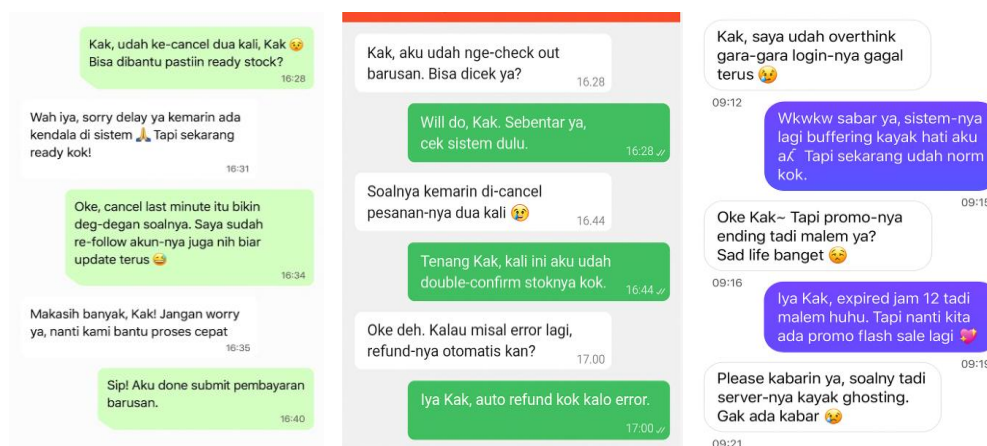 Kak, udah ke-cancel dua kali, Kak 😢
Bisa dibantu pastiin ready stock?
16:28
Wah iya, sorry delay ya kemarin ada
kendala di sistem 🙏 Tapi sekarang
ready kok!
16:31
Oke, cancel last minute itu bikin
deg-degan soalnya. Saya sudah
re-follow akun-nya juga nih biar
update terus 😅
16:34
Makasih banyak, Kak! Jangan worry
ya, nanti kami bantu proses cepat
16:35
Sip! Aku done submit pembayaran
barusan.
16:40
Kak, aku udah nge-check out
barusan. Bisa dicek ya?
16.28
Will do, Kak. Sebentar ya,
cek sistem dulu.
16:28
Soalnya kemarin di-cancel
pesanan-nya dua kali 😢
16.44
Tenang Kak, kali ini aku udah
double-confirm stoknya kok.
16:44
Oke deh. Kalau misal error lagi,
refund-nya otomatis kan?
17.00
Iya Kak, auto refund kok kalo error.
17:00
Kak, saya udah overthink
gara-gara login-nya gagal
terus 😢
09:12
Wkwkw sabar ya, sistem-nya
lagi buffering kayak hati aku
Tapi sekarang udah norm
kok.
09:15
Oke Kak~ Tapi promo-nya
ending tadi malem ya?
Sad life banget 😣
09:16
Iya Kak, expired jam 12 tadi
malem huhu. Tapi nanti kita
ada promo flash sale lagi 💖
09:19
Please kabarin ya, soalny tadi
server-nya kayak ghosting.
Gak ada kabar 😢
09:21